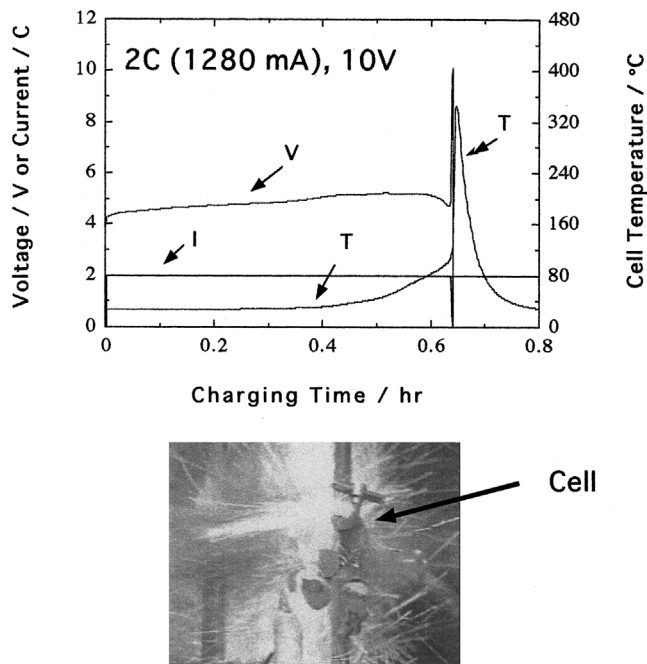 2C (1280 mA), 10V
Voltage / V or Current / C
12
10
8
6
4
2
0
V
I
T
T
480
400
320
240
160
80
0
Cell Temperature / °C
0
0.2
0.4
0.6
0.8
Charging Time / hr
Cell